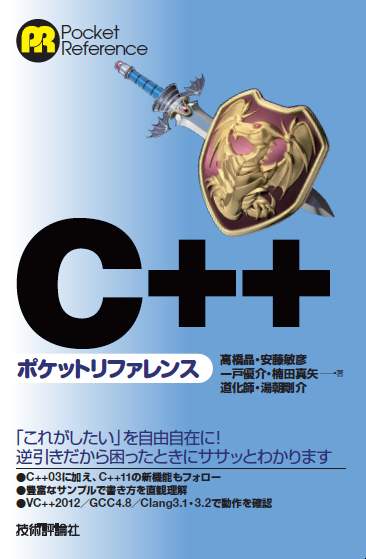 PR
Pocket
Reference
C++
ポケットリファレンス
高橋晶・安藤敏彦
一戸優介・楠田真矢──・著
道化師・湯朝剛介
「これがしたい」を自由自在に!
逆引きだから困ったときにササッとわかります
●C++03に加え、C++11の新機能もフォロー
●豊富なサンプルで書き方を直観理解
●VC++2012/GCC4.8/Clang3.1・3.2で動作を確認
技術評論社